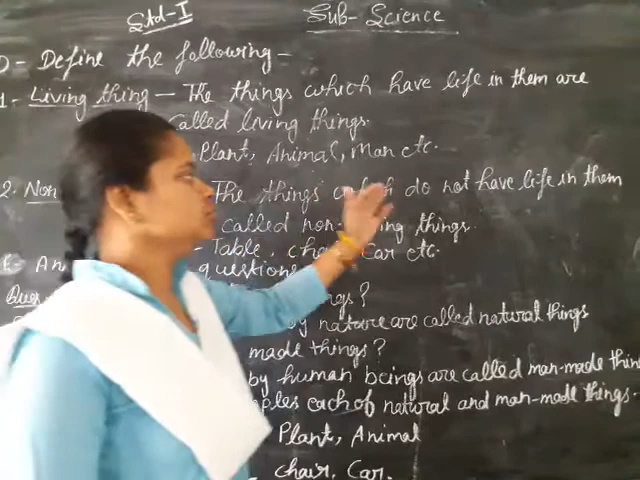 Std-I Sub- Science
Define the following -
1- Living thing - The things which have life in them are
called living things.
Plant, Animal, Man etc.
2. Non The things which do not have life in them
called non- things.
- Table, chair Car etc.
questions
things?
by nature are called natural things
made things?
by human beings are called man-made thin
ples each of natural and man-made things.
Plant, Animal
- chair, Car.